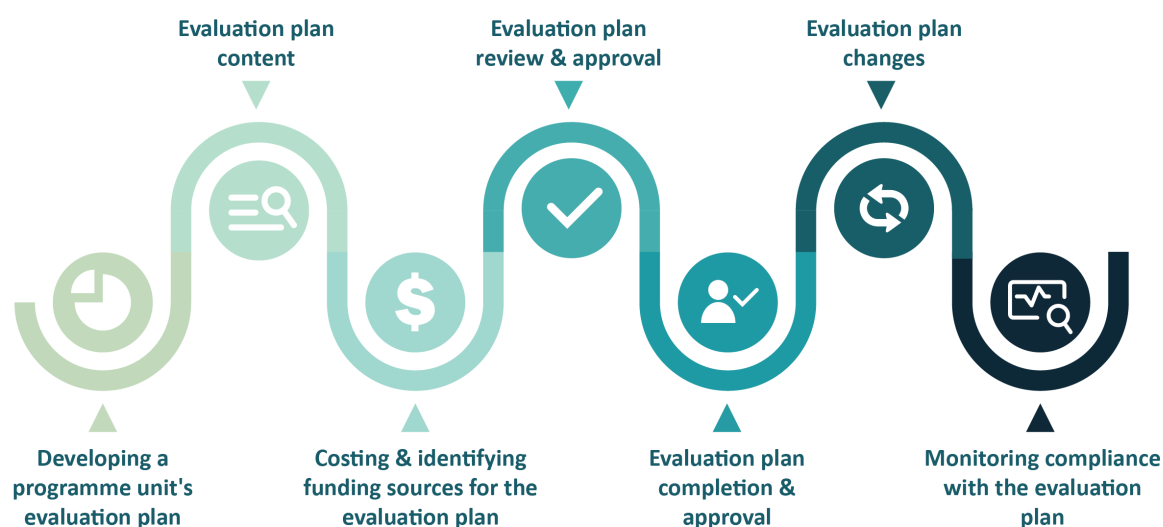 Evaluation plan
content
Evaluation plan
review & approval
Evaluation plan
changes
$
Developing a
programme unit's
evaluation plan
Costing & identifying
funding sources for the
evaluation plan
Evaluation plan
completion &
approval
Monitoring compliance
with the evaluation
plan